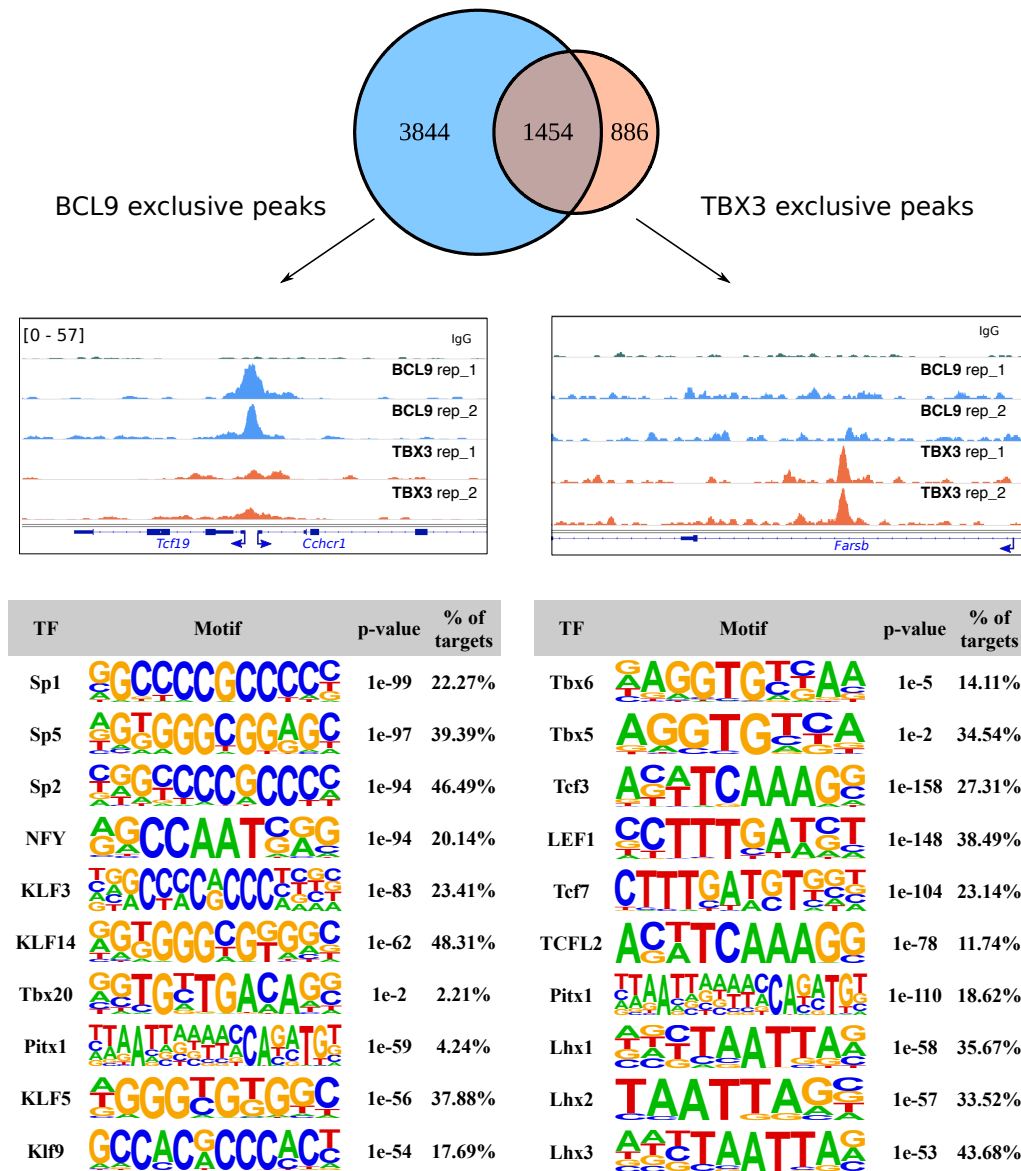 3844
1454
886
BCL9 exclusive peaks
TBX3 exclusive peaks
[0 - 57]
IgG
BCL9 rep_1
BCL9 rep_2
TBX3 rep_1
TBX3 rep_2
Tcf19
Cchcr1
IgG
BCL9 rep_1
BCL9 rep_2
TBX3 rep_1
TBX3 rep_2
Farsb
TF Motif p-value % of targets
Sp1 1e-99 22.27%
Sp5 1e-97 39.39%
Sp2 1e-94 46.49%
NFY 1e-94 20.14%
KLF3 1e-83 23.41%
KLF14 1e-62 48.31%
Tbx20 1e-2 2.21%
Pitx1 1e-59 4.24%
KLF5 1e-56 37.88%
Klf9 1e-54 17.69%
TF Motif p-value % of targets
Tbx6 1e-5 14.11%
Tbx5 1e-2 34.54%
Tcf3 1e-158 27.31%
LEF1 1e-148 38.49%
Tcf7 1e-104 23.14%
TCFL2 1e-78 11.74%
Pitx1 1e-110 18.62%
Lhx1 1e-58 35.67%
Lhx2 1e-57 33.52%
Lhx3 1e-53 43.68%